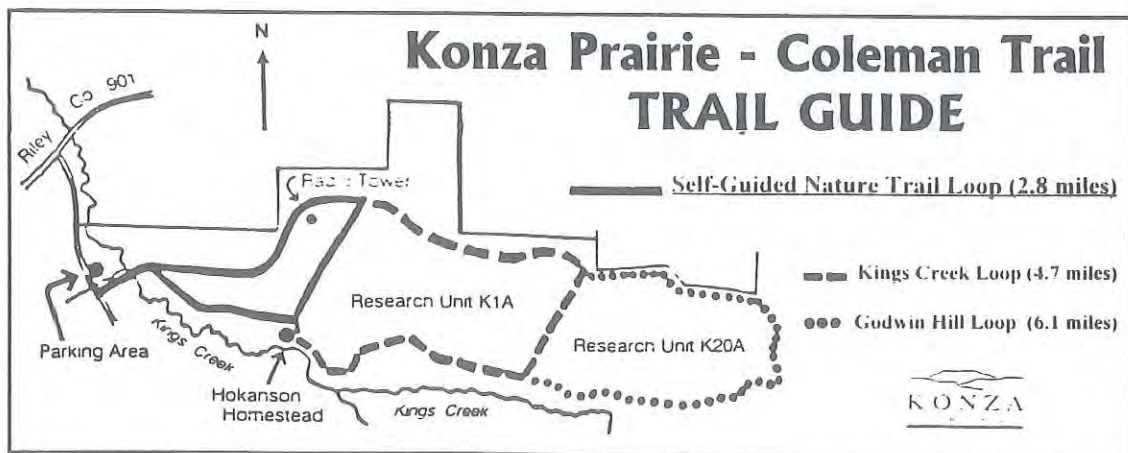 Konza Prairie - Coleman Trail
TRAIL GUIDE
N
Riley Co 901
Radio Tower
Self-Guided Nature Trail Loop (2.8 miles)
Kings Creek Loop (4.7 miles)
Research Unit K1A
Godwin Hill Loop (6.1 miles)
Research Unit K20A
Parking Area
Kings Creek
Hokanson
Homestead
Kings Creek
KONZA